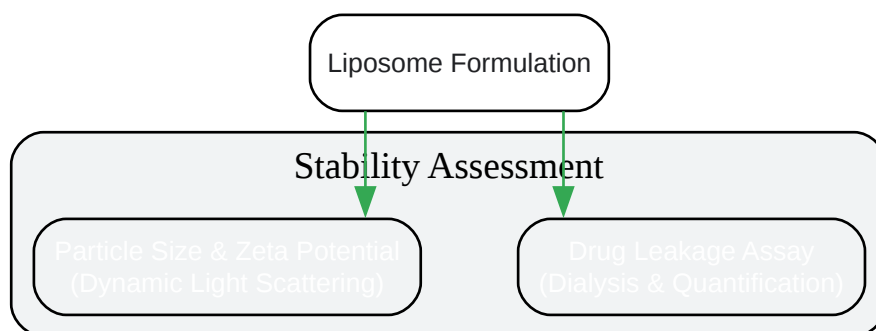 Liposome Formulation
Stability Assessment
Particle Size & Zeta Potential
(Dynamic Light Scattering)
Drug Leakage Assay
(Dialysis & Quantification)